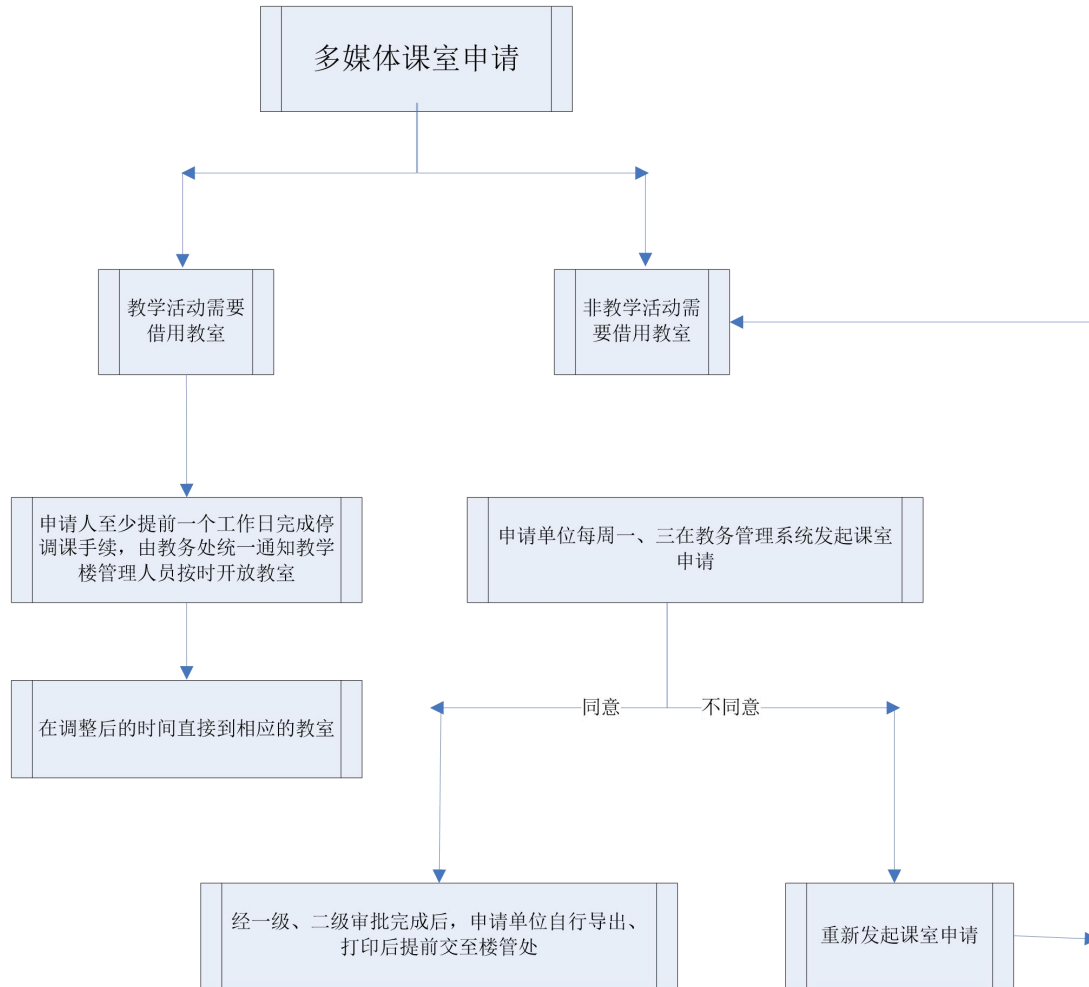 多媒体课室申请
教学活动需要
借用教室
非教学活动需
要借用教室
申请人至少提前一个工作日完成停
调课手续，由教务处统一通知教学
楼管理人员按时开放教室
申请单位每周一、三在教务管理系统发起课室
申请
在调整后的时间直接到相应的教室
同意
不同意
经一级、二级审批完成后，申请单位自行导出、
打印后提前交至楼管处
重新发起课室申请